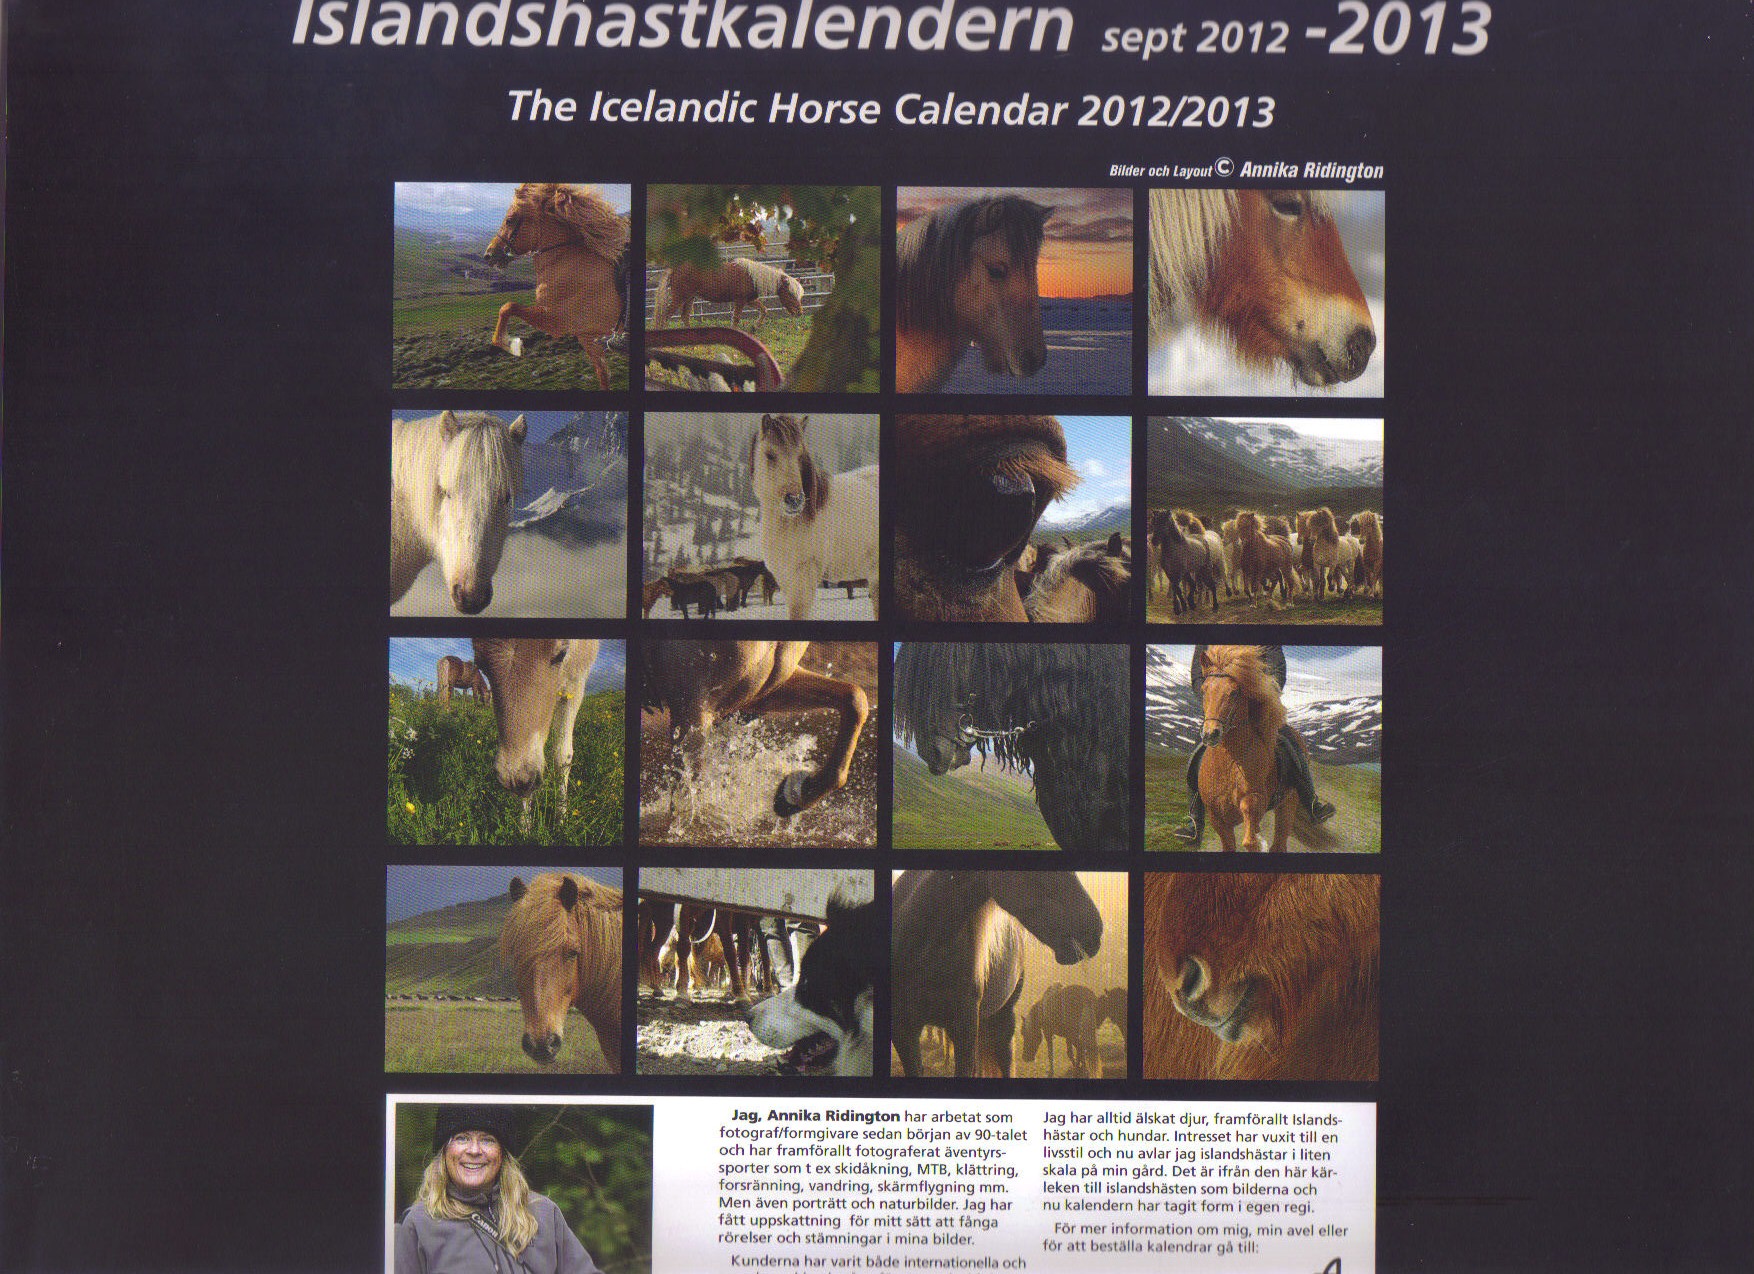 Islandshästkalendern sept 2012 -2013
The Icelandic Horse Calendar 2012/2013
Bilder och Layout © Annika Ridington
Jag, Annika Ridington har arbetat som
fotograf/formgivare sedan början av 90-talet
och har framförallt fotograferat äventyrs-
sporter som t ex skidåkning, MTB, klättring,
forsränning, vandring, skärmflygning mm.
Men även porträtt och naturbilder. Jag har
fått uppskattning för mitt sätt att fånga
rörelser och stämningar i mina bilder.
Kunderna har varit både internationella och
Jag har alltid älskat djur, framförallt Islands-
hästar och hundar. Intresset har vuxit till en
livsstil och nu avlar jag islandshästar i liten
skala på min gård. Det är ifrån den här kär-
leken till islandshästen som bilderna och
nu kalendern har tagit form i egen regi.
För mer information om mig, min avel eller
för att beställa kalendrar gå till:
Canon